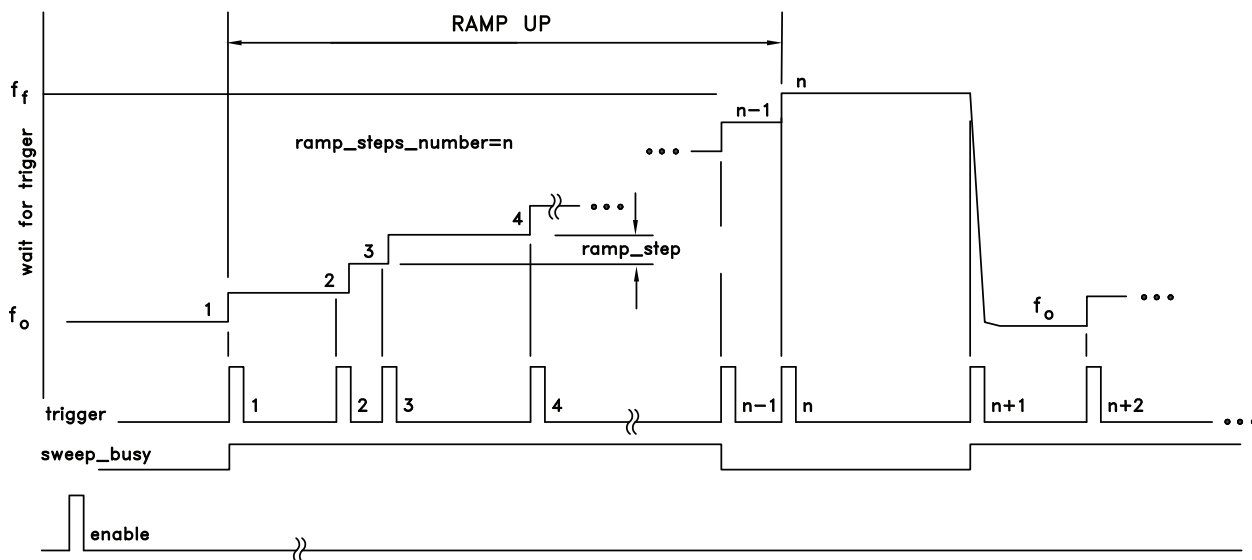 RAMP UP
f f
n
n-1
wait for trigger
ramp_steps_number=n
4
ramp_step
3
2
1
f o
f o
trigger
1
2
3
4
n-1
n
n+1
n+2
sweep_busy
enable